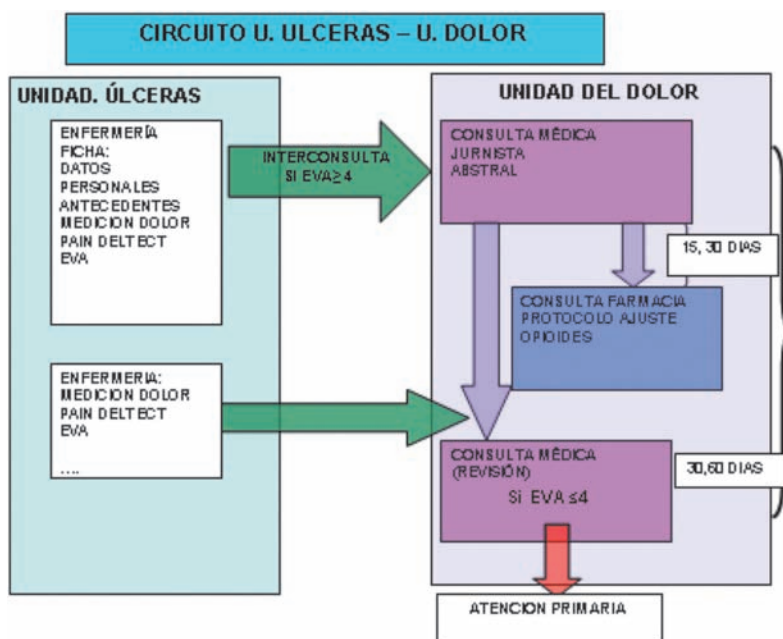 CIRCUITO U. ULCERAS – U. DOLOR
UNIDAD. ÚLCERAS
ENFERMERÍA
FICHA:
DATOS
PERSONALES
ANTECEDENTES
MEDICION DOLOR
PAIN DELTECT
EVA
INTERCONSULTA
SI EVA≥4
UNIDAD DEL DOLOR
CONSULTA MÉDICA
JURNISTA
ABSTRAL
15, 30 DIAS
CONSULTA FARMACIA
PROTOCOLO AJUSTE
OPIOIDES
ENFERMERIA:
MEDICION DOLOR
PAIN DELTECT
EVA
....
CONSULTA MÉDICA
(REVISIÓN)
Si EVA ≤4
30,60 DIAS
ATENCION PRIMARIA